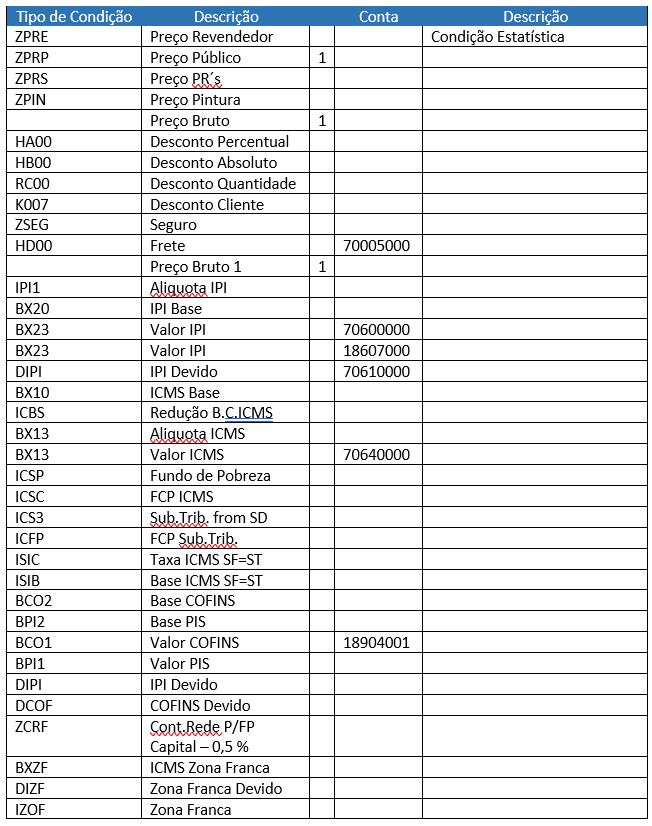 Tipo de Condição Descrição Conta Descrição
ZPRE Preço Revendedor Condição Estatística
ZPRP Preço Público 1
ZPRS Preço PR´s
ZPIN Preço Pintura
Preço Bruto 1
HA00 Desconto Percentual
HB00 Desconto Absoluto
RC00 Desconto Quantidade
K007 Desconto Cliente
ZSEG Seguro
HD00 Frete 70005000
Preço Bruto 1 1
IPI1 Aliquota IPI
BX20 IPI Base
BX23 Valor IPI 70600000
BX23 Valor IPI 18607000
DIPI IPI Devido 70610000
BX10 ICMS Base
ICBS Redução B.C.ICMS
BX13 Aliquota ICMS
BX13 Valor ICMS 70640000
ICSP Fundo de Pobreza
ICSC FCP ICMS
ICS3 Sub.Trib. from SD
ICFP FCP Sub.Trib.
ISIC Taxa ICMS SF=ST
ISIB Base ICMS SF=ST
BCO2 Base COFINS
BPI2 Base PIS
BCO1 Valor COFINS 18904001
BPI1 Valor PIS
DIPI IPI Devido
DCOF COFINS Devido
ZCRF Cont.Rede P/FP
Capital – 0,5 %
BXZF ICMS Zona Franca
DIZF Zona Franca Devido
IZOF Zona Franca